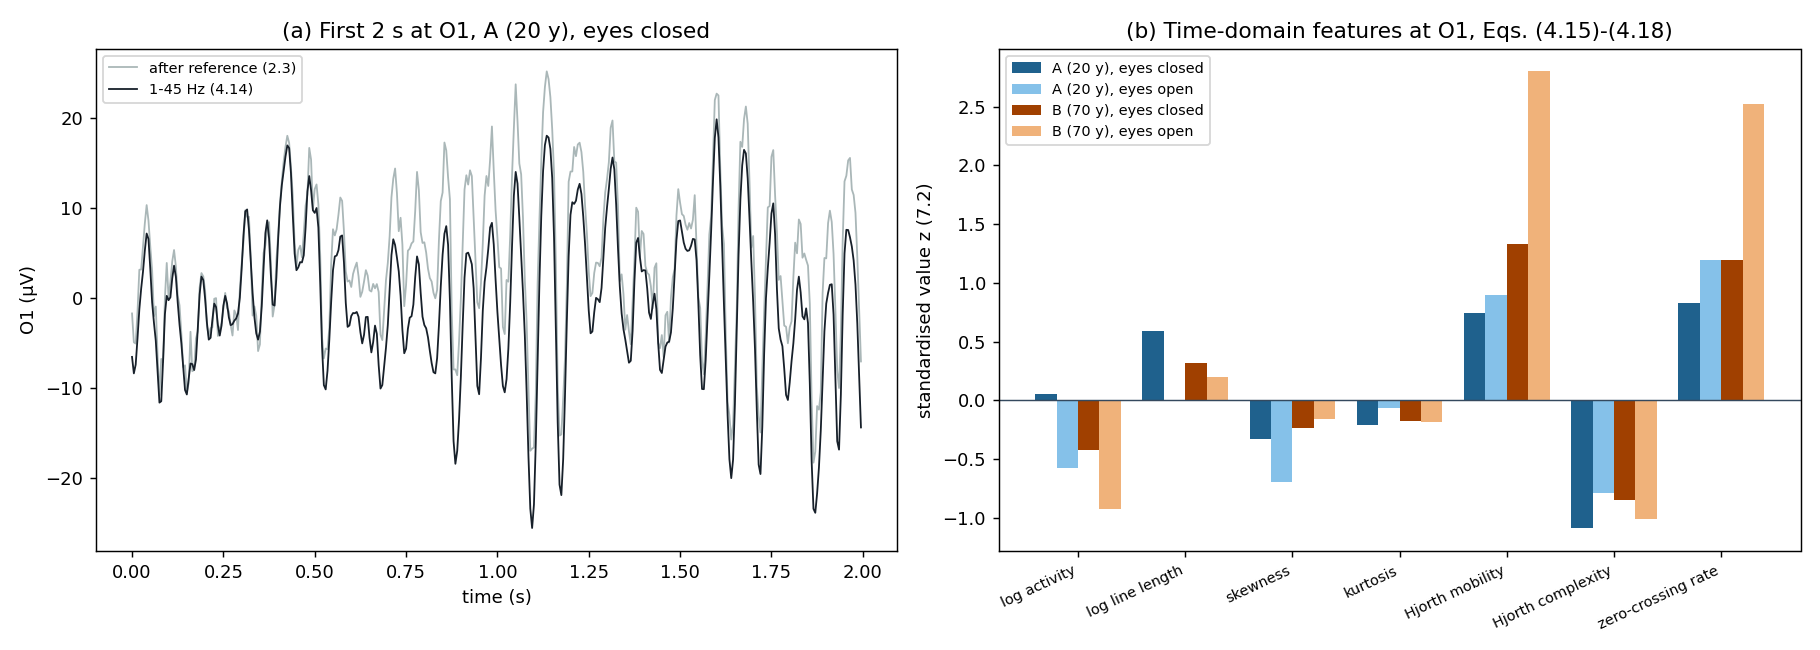 (a) First 2 s at O1, A (20 y), eyes closed
after reference (2.3)
1-45 Hz (4.14)
O1 (µV)
20
10
0
−10
−20
0.00
0.25
0.50
0.75
1.00
1.25
1.50
1.75
2.00
time (s)
(b) Time-domain features at O1, Eqs. (4.15)-(4.18)
A (20 y), eyes closed
A (20 y), eyes open
B (70 y), eyes closed
B (70 y), eyes open
standardised value z (7.2)
2.5
2.0
1.5
1.0
0.5
0.0
−0.5
−1.0
log activity
log line length
skewness
kurtosis
Hjorth mobility
Hjorth complexity
zero-crossing rate